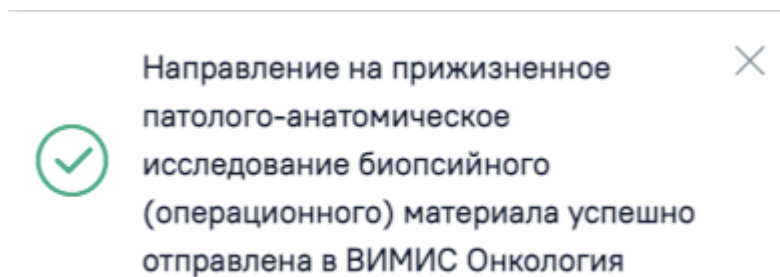 Направление на прижизненное
патолого-анатомическое
исследование биопсийного
(операционного) материала успешно
отправлена в ВИМИС Онкология